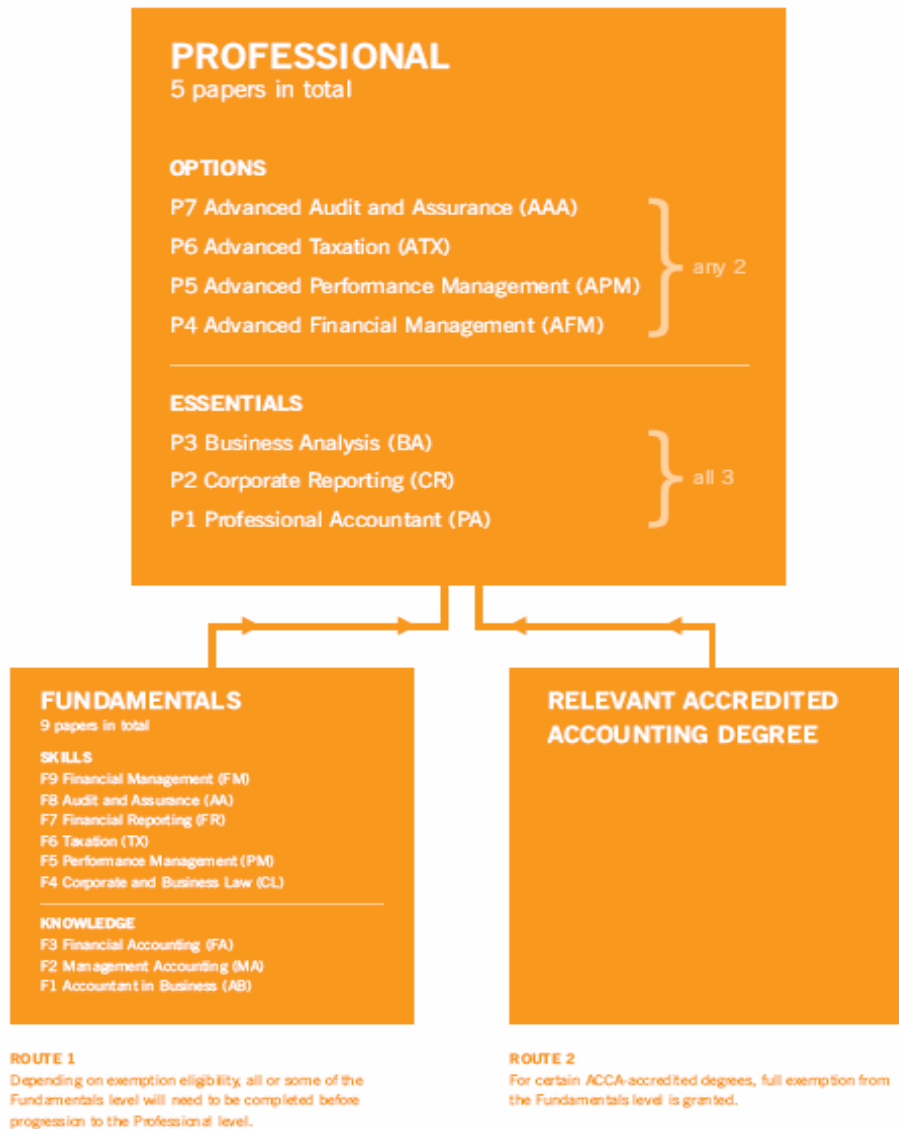 PROFESSIONAL
5 papers in total
OPTIONS
P7 Advanced Audit and Assurance (AAA)
P6 Advanced Taxation (ATX)
P5 Advanced Performance Management (APM)
P4 Advanced Financial Management (AFM)
any 2
ESSENTIALS
P3 Business Analysis (BA)
P2 Corporate Reporting (CR)
P1 Professional Accountant (PA)
all 3
FUNDAMENTALS
9 papers in total
SKILLS
F9 Financial Management (FM)
F8 Audit and Assurance (AA)
F7 Financial Reporting (FR)
F6 Taxation (TX)
F5 Performance Management (PM)
F4 Corporate and Business Law (CL)
KNOWLEDGE
F3 Financial Accounting (FA)
F2 Management Accounting (MA)
F1 Accountant in Business (AB)
RELEVANT ACCREDITED
ACCOUNTING DEGREE
ROUTE 1
Depending on exemption eligibility, all or some of the
Fundamentals level will need to be completed before
progression to the Professional level.
ROUTE 2
For certain ACCA-accredited degrees, full exemption from
the Fundamentals level is granted.